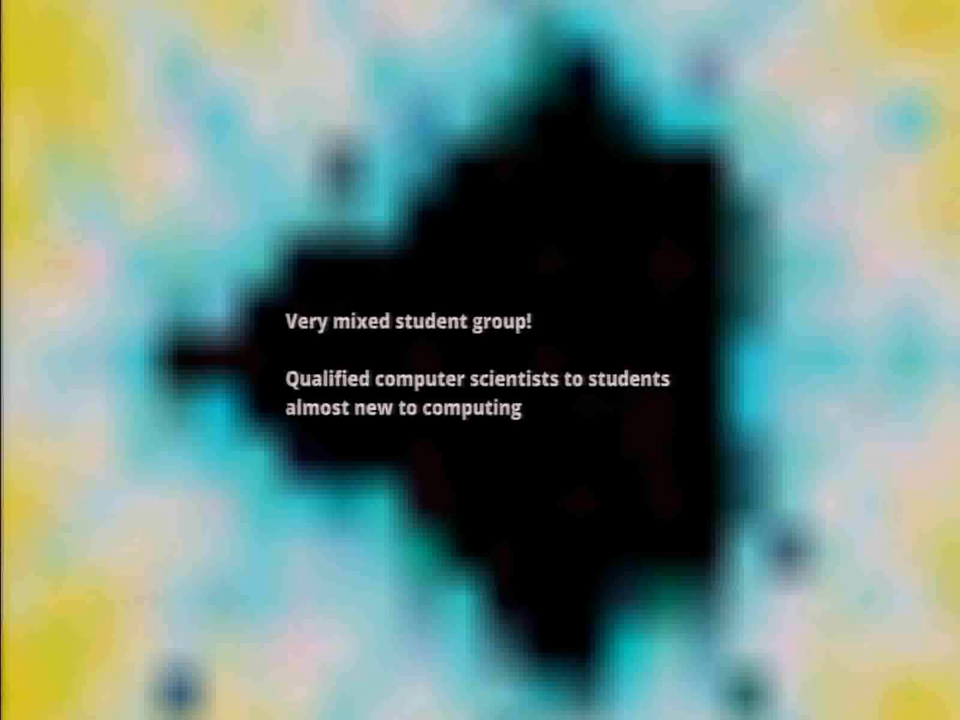 Very mixed student group!
Qualified computer scientists to students
almost new to computing